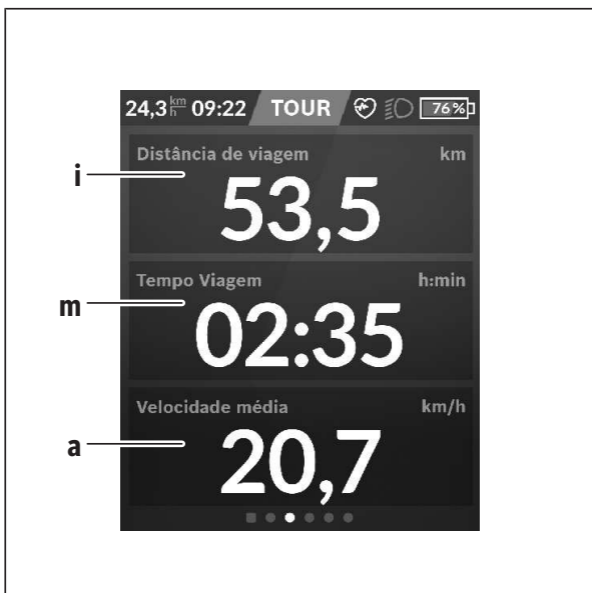 24,3 km/h 09:22 TOUR 76%
Distância de viagem km
i
53,5
Tempo Viagem h:min
m
02:35
Velocidade média km/h
a
20,7